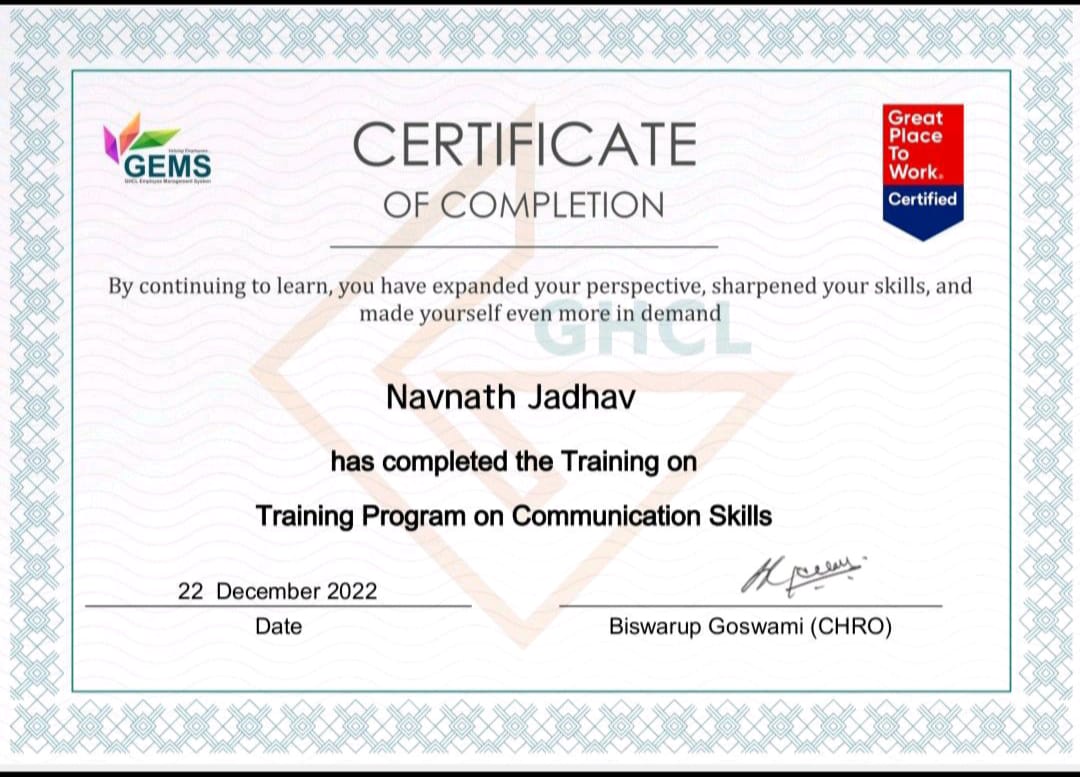 Helping Employees
GEMS
GHCL Employee Management System
CERTIFICATE
OF COMPLETION
Great
Place
To
Work.
Certified
By continuing to learn, you have expanded your perspective, sharpened your skills, and
made yourself even more in demand
GHCL
Navnath Jadhav
has completed the Training on
Training Program on Communication Skills
22 December 2022
Date
Biswarup Goswami (CHRO)